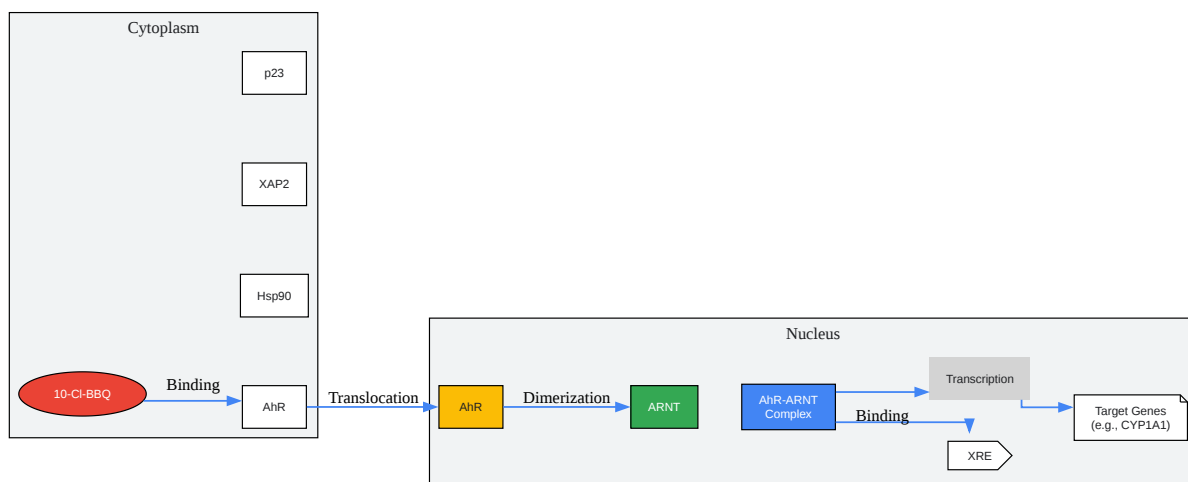 Cytoplasm
p23
XAP2
Hsp90
10-Cl-BBQ
Binding
AhR
Translocation
Nucleus
AhR
Dimerization
ARNT
AhR-ARNT
Complex
Binding
Transcription
XRE
Target Genes
(e.g., CYP1A1)